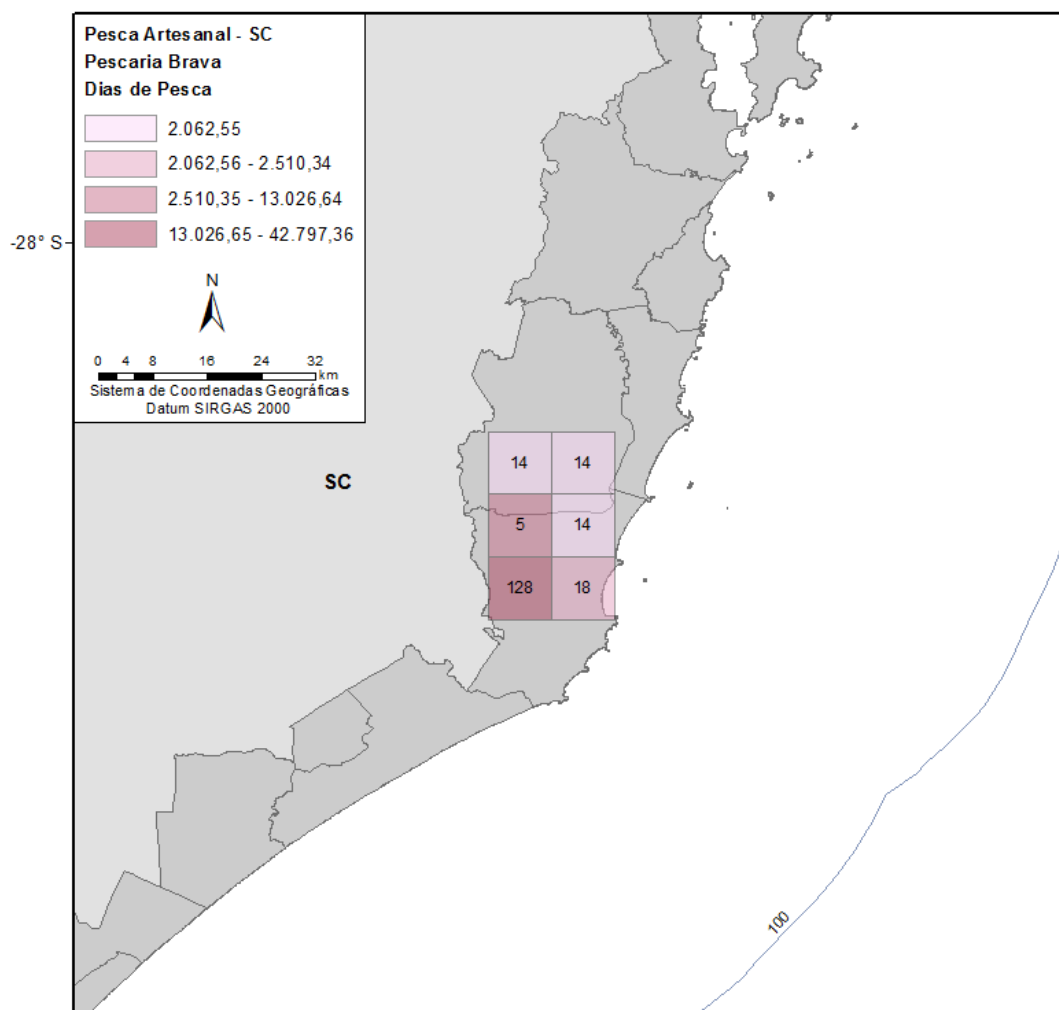 Pesca Artesanal - SC
Pescaria Brava
Dias de Pesca
2.062,55
2.062,56 - 2.510,34
2.510,35 - 13.026,64
13.026,65 - 42.797,36
N
0 4 8 16 24 32
km
Sistema de Coordenadas Geográficas
Datum SIRGAS 2000
-28° S
SC
14 14
5 14
128 18
100